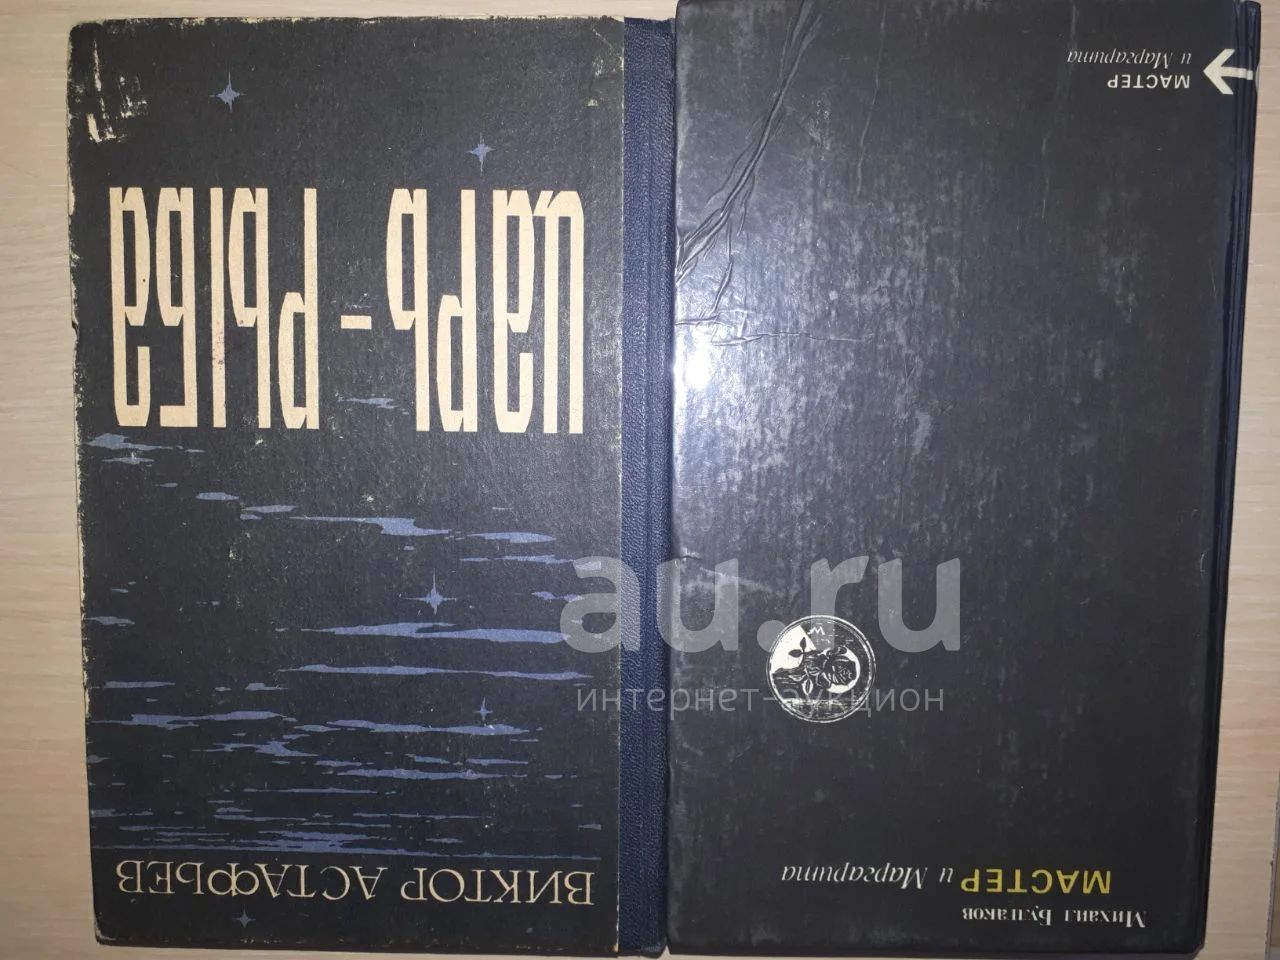 ВИКТОР АСТАФЬЕВ
ЦАРЬ-РЫБА
Михаил Булгаков
МАСТЕР и Маргарита
W
МАСТЕР
и Маргарита
au.ru
интернет-аукцион